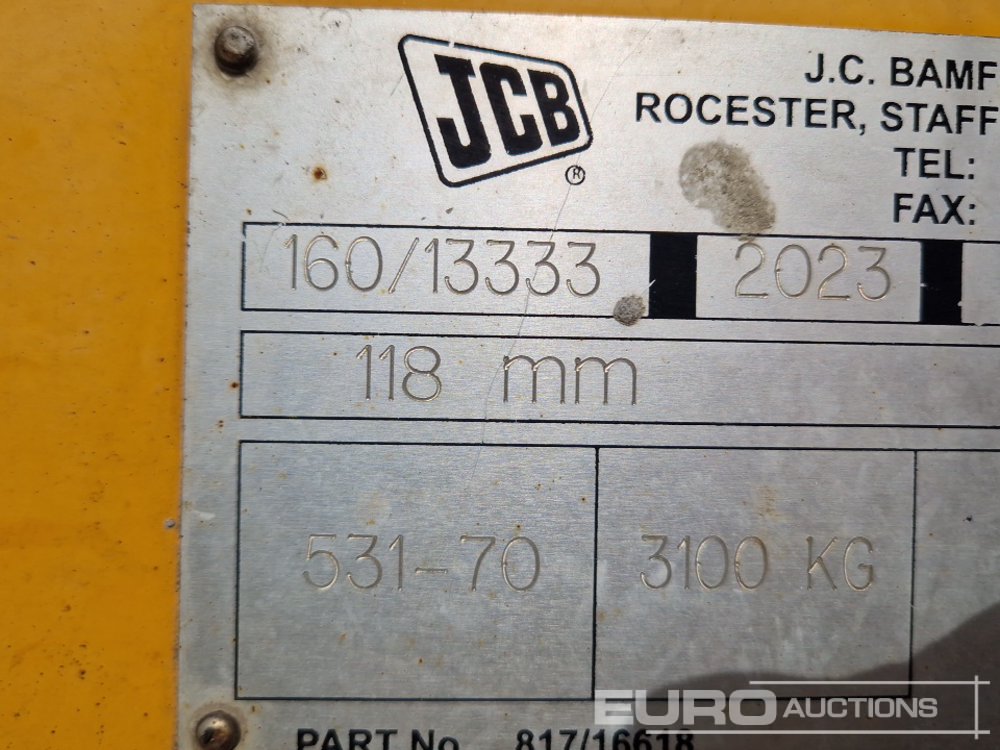 JCB
®
J.C. BAMF
ROCESTER, STAFF
TEL:
FAX:
160/13333 2023
118 mm
531-70 3100 KG
PART No. 817/16618
EURO AUCTIONS